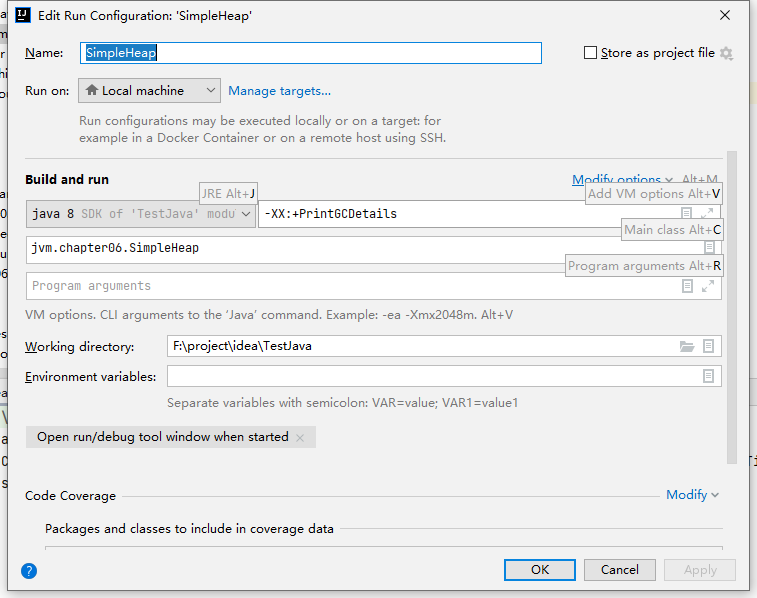 Edit Run Configuration: 'SimpleHeap'
Name: SimpleHeap Store as project file
Run on: Local machine Manage targets...
Run configurations may be executed locally or on a target: for
example in a Docker Container or on a remote host using SSH.
Build and run Modify options Alt+M
JRE Alt+J Add VM options Alt+V
java 8 SDK of 'TestJava' modu -XX:+PrintGCDetails
Main class Alt+C
jvm.chapter06.SimpleHeap
Program arguments Alt+R
Program arguments
VM options. CLI arguments to the 'Java' command. Example: -ea -Xmx2048m. Alt+V
Working directory: F:\project\idea\TestJava
Environment variables:
Separate variables with semicolon: VAR=value; VAR1=value1
Open run/debug tool window when started
Code Coverage Modify
Packages and classes to include in coverage data
? OK Cancel Apply